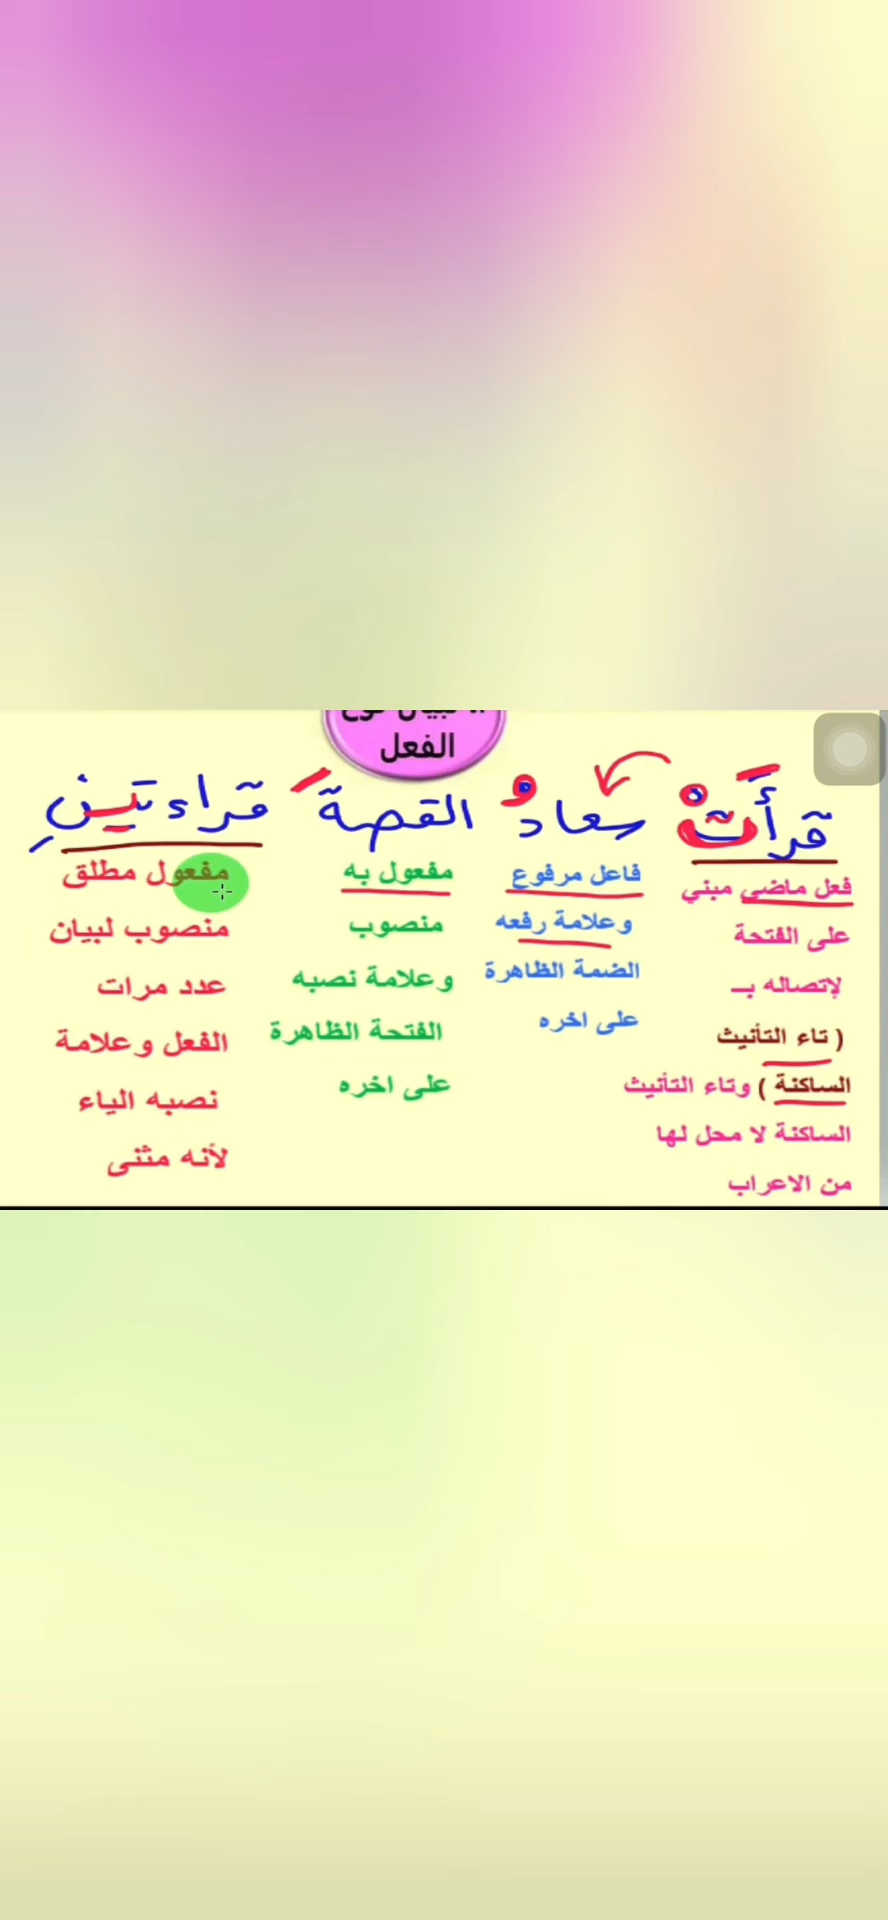 الفعل
قرأَتْ سعادُ القصةَ قراءتينِ
فعل ماضي مبني
على الفتحة
لإتصاله بـ
( تاء التأنيث
الساكنة ) وتاء التأنيث
الساكنة لا محل لها
من الاعراب
فاعل مرفوع
وعلامة رفعه
الضمة الظاهرة
على اخره
مفعول به
منصوب
وعلامة نصبه
الفتحة الظاهرة
على اخره
مفعول مطلق
منصوب لبيان
عدد مرات
الفعل وعلامة
نصبه الياء
لأنه مثنى